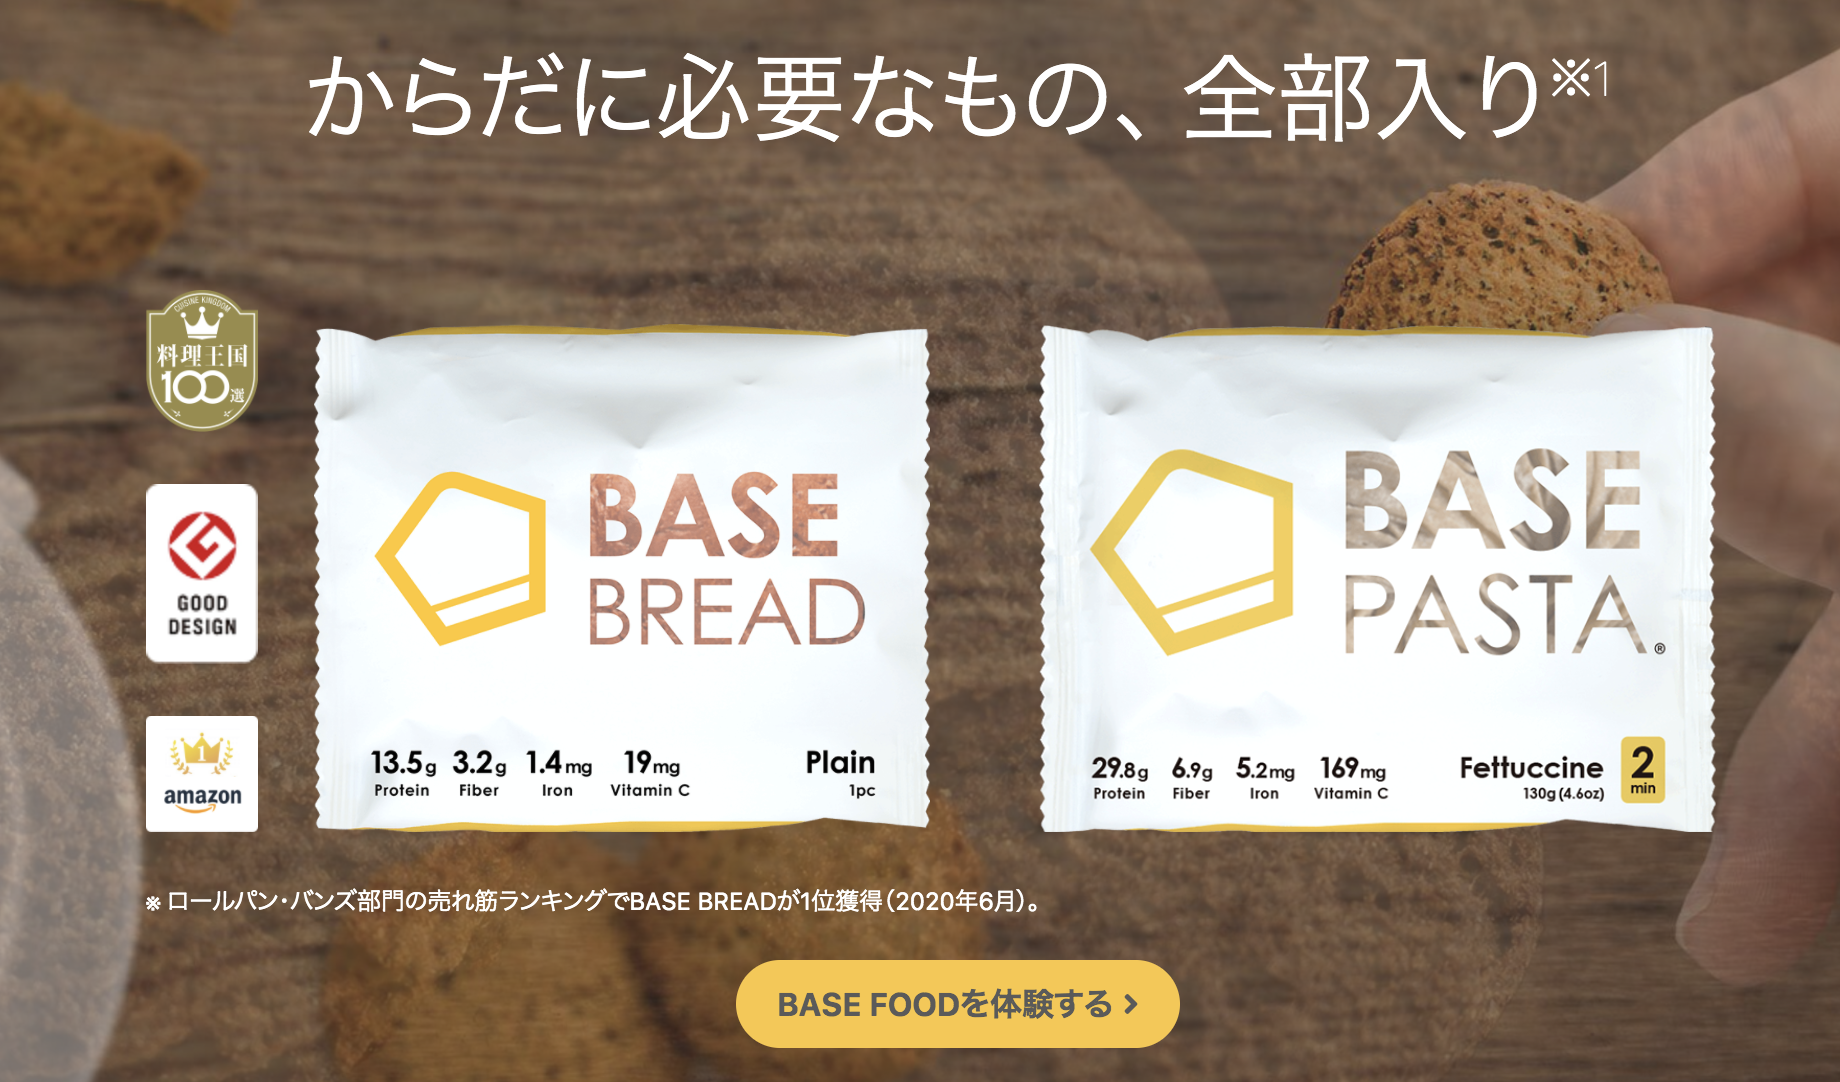 からだに必要なもの、全部入り※1
CUISINE KINGDOM
料理王国
100選
GOOD
DESIGN
1
amazon
BASE
BREAD
13.5g 3.2g 1.4mg 19mg Plain
Protein Fiber Iron Vitamin C 1pc
BASE
PASTA®
29.8g 6.9g 5.2mg 169mg Fettuccine 2
Protein Fiber Iron Vitamin C 130g(4.6oz) min
※ ロールパン・バンズ部門の売れ筋ランキングでBASE BREADが1位獲得（2020年6月）。
BASE FOODを体験する >